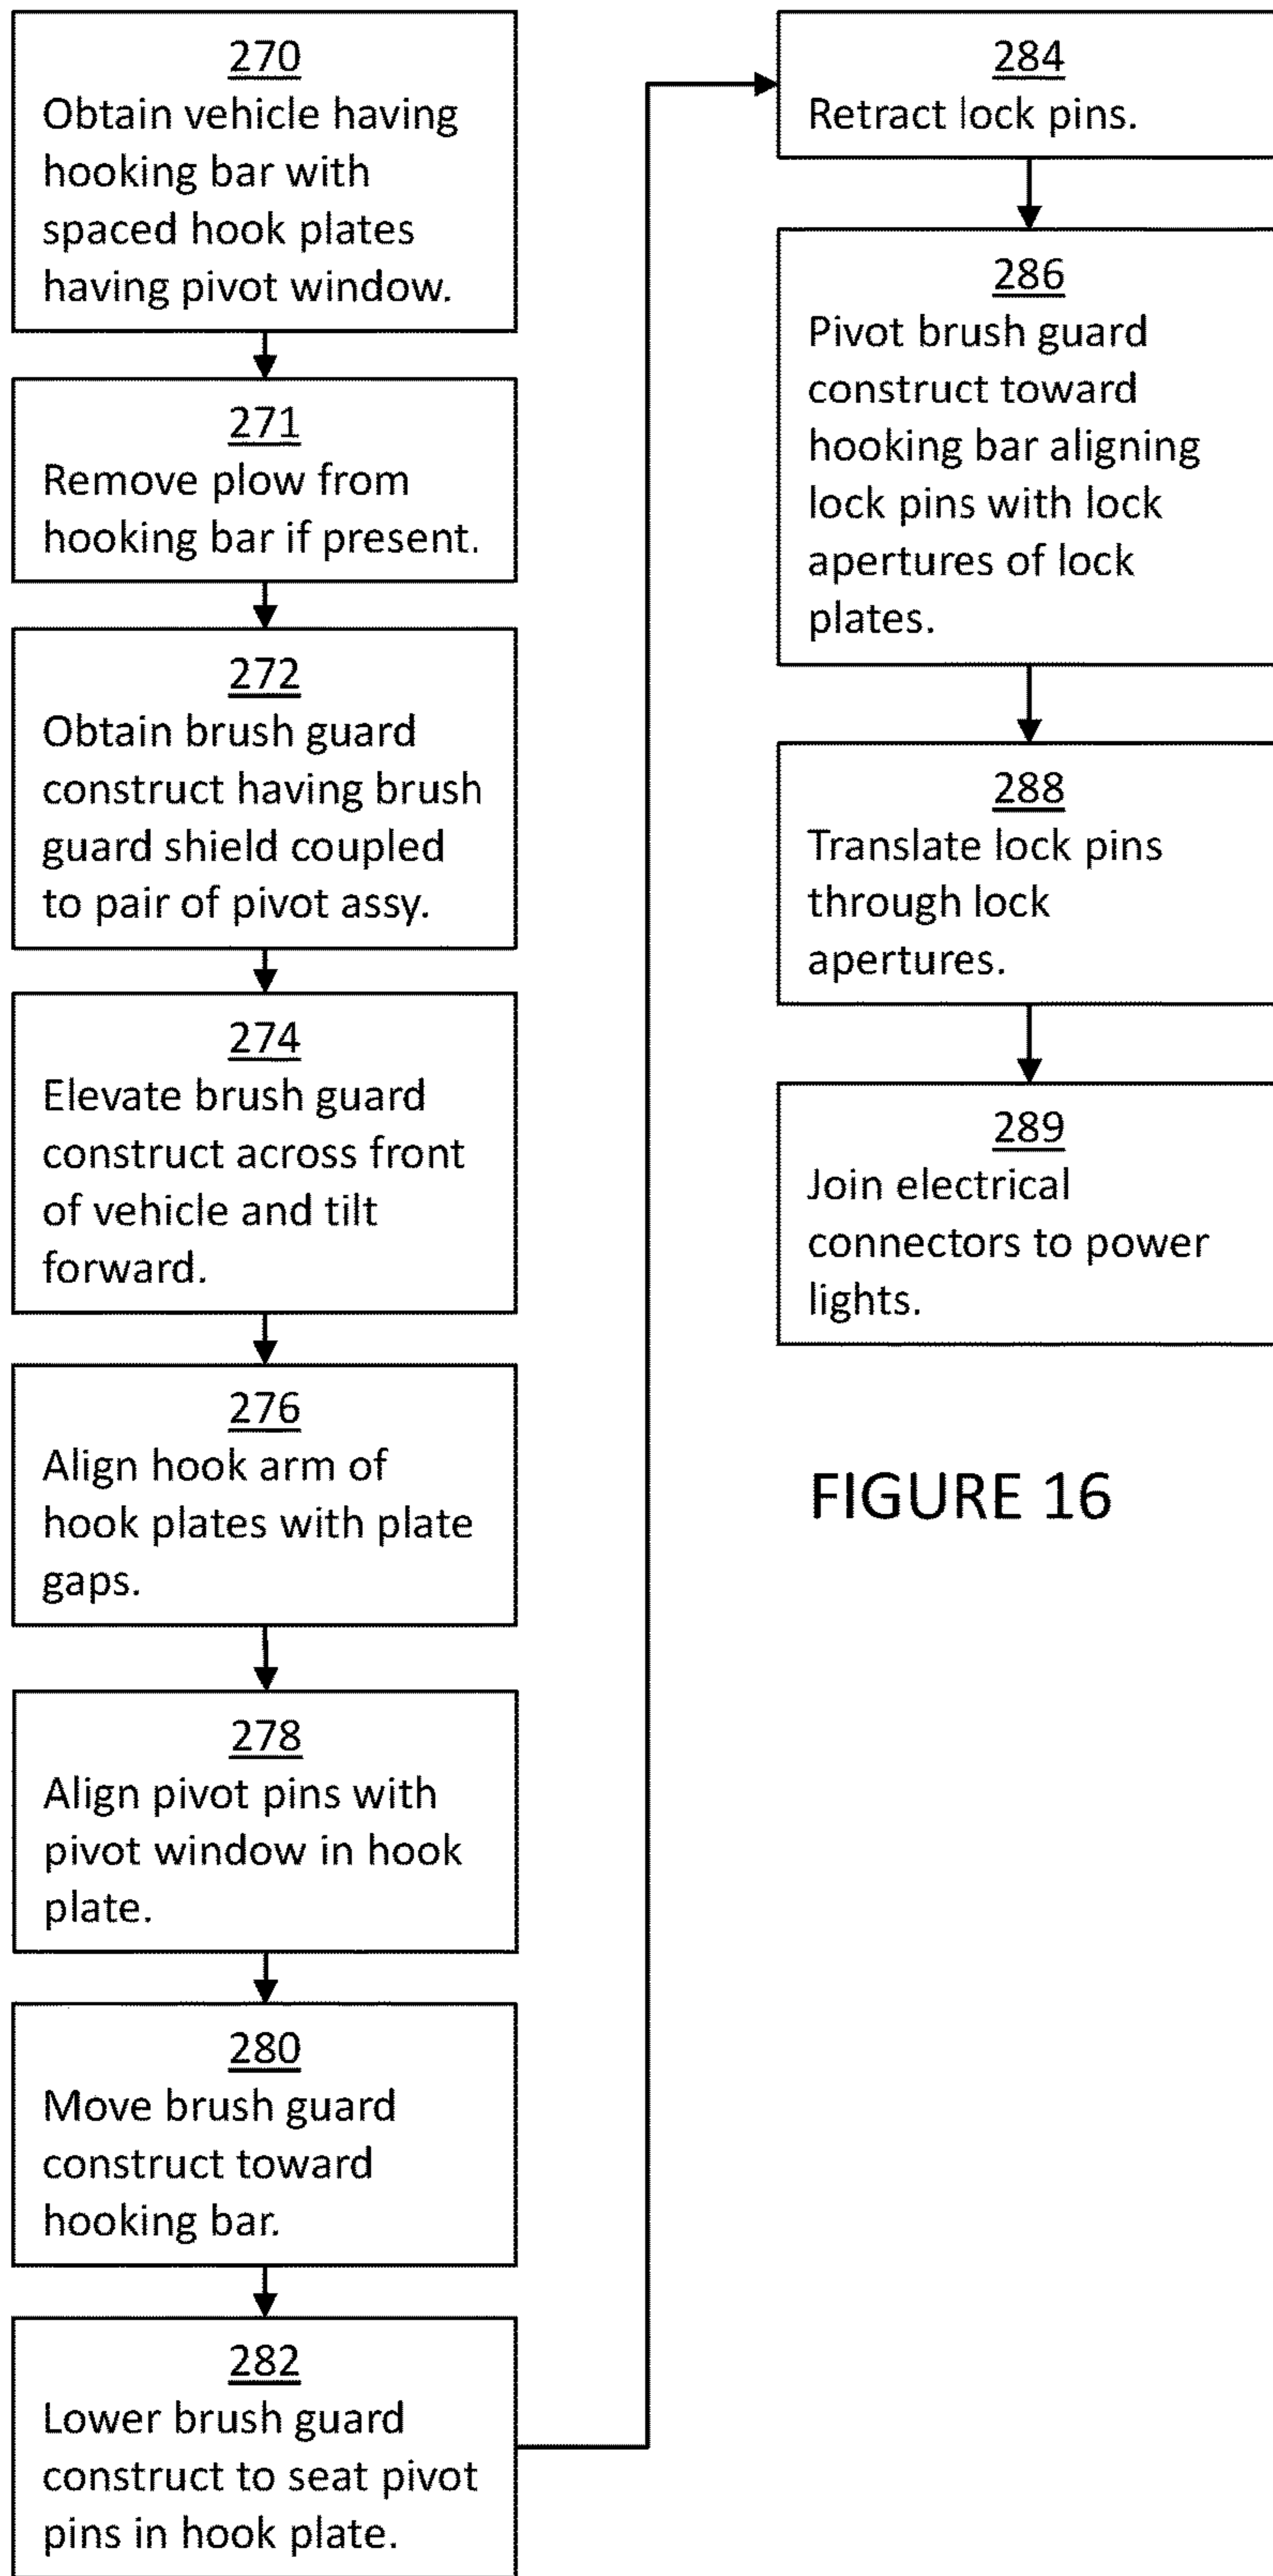 270
Obtain vehicle having
hooking bar with
spaced hook plates
having pivot window.
271
Remove plow from
hooking bar if present.
272
Obtain brush guard
construct having brush
guard shield coupled
to pair of pivot assy.
274
Elevate brush guard
construct across front
of vehicle and tilt
forward.
276
Align hook arm of
hook plates with plate
gaps.
278
Align pivot pins with
pivot window in hook
plate.
280
Move brush guard
construct toward
hooking bar.
282
Lower brush guard
construct to seat pivot
pins in hook plate.
284
Retract lock pins.
286
Pivot brush guard
construct toward
hooking bar aligning
lock pins with lock
apertures of lock
plates.
288
Translate lock pins
through lock
apertures.
289
Join electrical
connectors to power
lights.
FIGURE 16